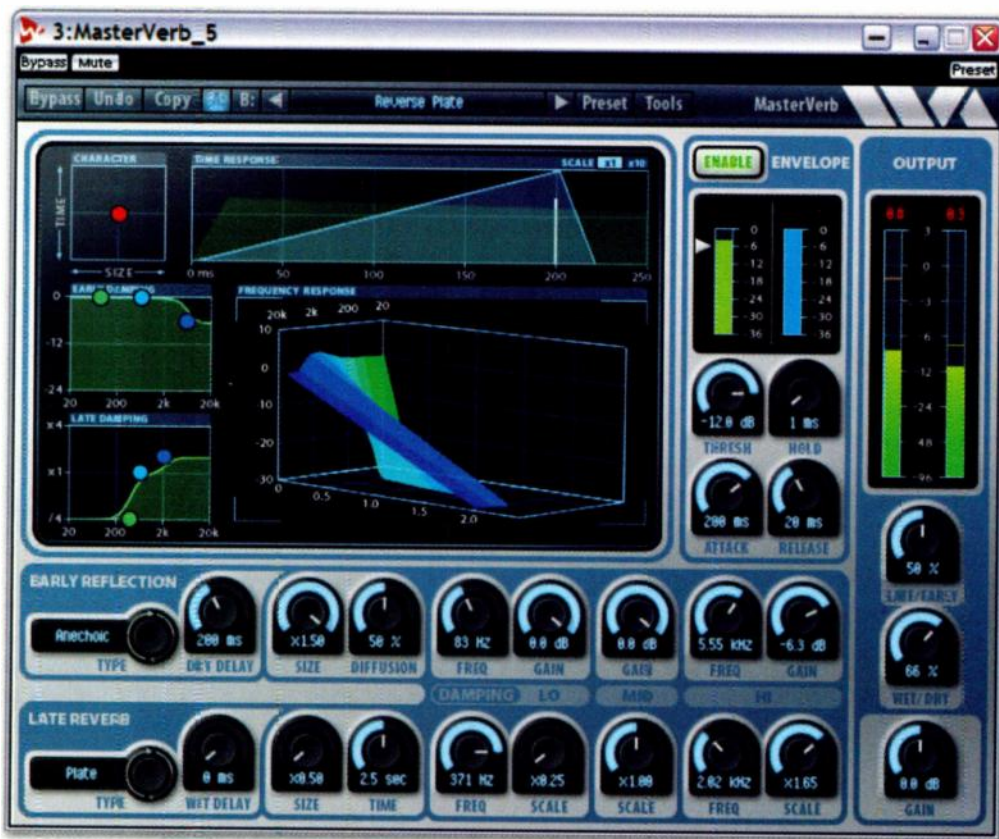 3:MasterVerb_5
Bypass Mute
Preset
Bypass Undo Copy B: Reverse Plate Preset Tools MasterVerb
CHARACTER
TIME
SIZE
TIME RESPONSE
SCALE x1 x10
0 ms 50 100 150 200 250
EARLY DAMPING
0
-12
-24
20 200 2k 20k
LATE DAMPING
x4
x1
/4
20 200 2k 20k
FREQUENCY RESPONSE
20k 2k 200 20
10
0
-10
-20
-30
0 0.5 1.0 1.5 2.0
ENABLE ENVELOPE
0 0
6 6
12 12
18 18
24 24
30 30
36 36
-12.0 dB 1 ms
THRESH HOLD
200 ms 20 ms
ATTACK RELEASE
OUTPUT
3
0
3
6
12
24
48
96
50 %
LATE/EARLY
66 %
WET/DRY
0.0 dB
GAIN
EARLY REFLECTION
Anechoic 200 ms x1.50 50 % 83 Hz 0.0 dB 0.0 dB 5.55 kHz -6.3 dB
TYPE DRY DELAY SIZE DIFFUSION FREQ GAIN GAIN FREQ GAIN
DAMPING LO MID HI
LATE REVERB
Plate 0 ms x0.50 2.5 sec 371 Hz x0.25 x1.00 2.02 kHz x1.65
TYPE WET DELAY SIZE TIME FREQ SCALE SCALE FREQ SCALE